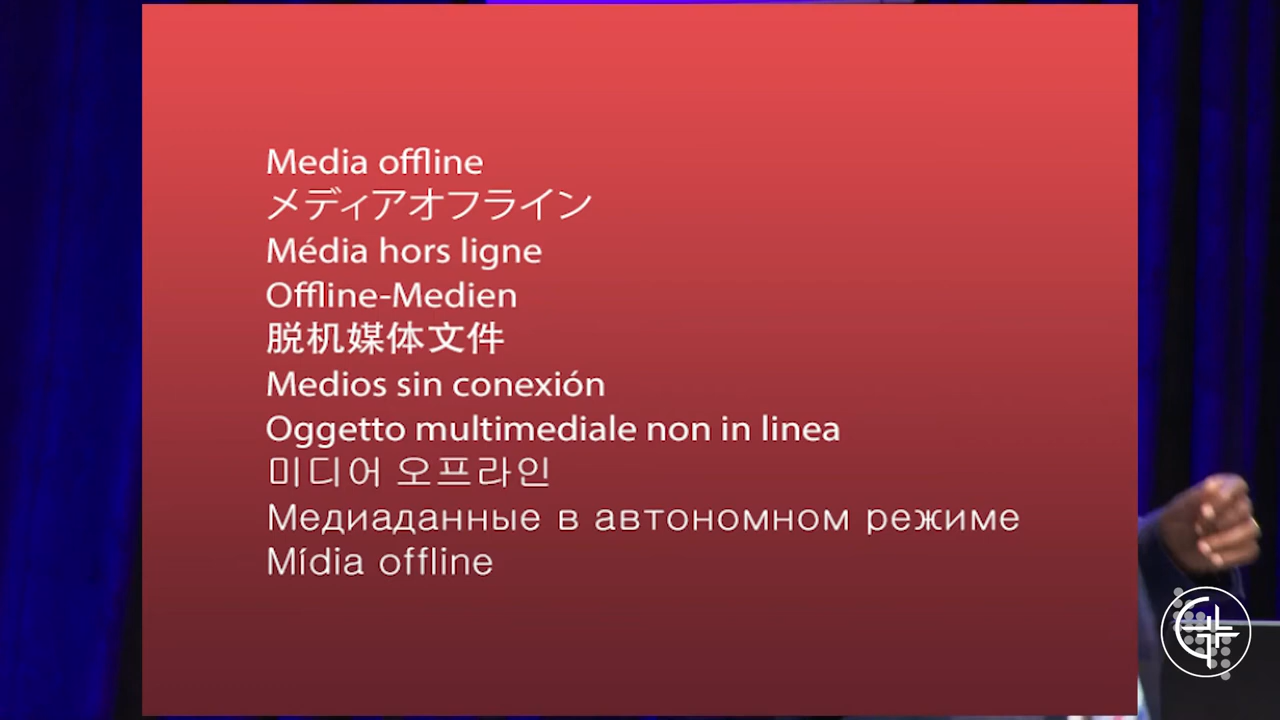 Media offline
メディアオフライン
Média hors ligne
Offline-Medien
脱机媒体文件
Medios sin conexión
Oggetto multimediale non in linea
미디어 오프라인
Медиаданные в автономном режиме
Mídia offline